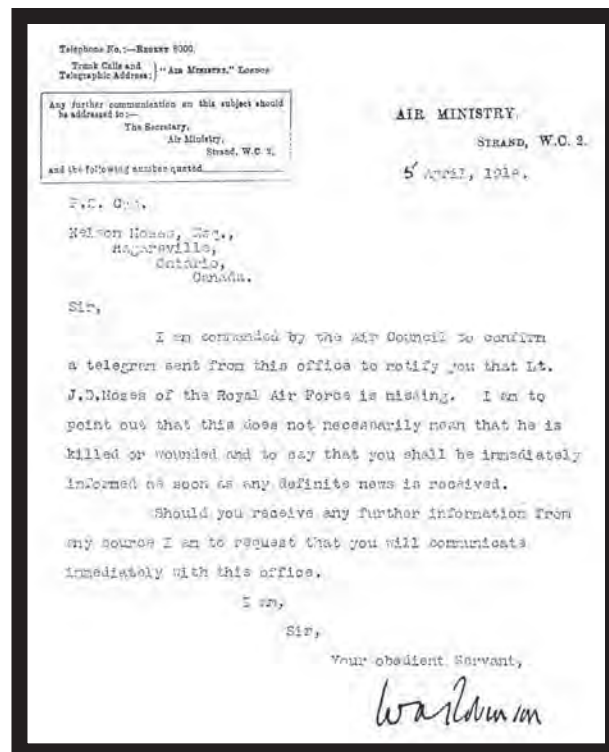 Telephone No.:—REGENT 8000.
Trunk Calls and
Telegraphic Address: } "AIR MINISTRY," LONDON
Any further communication on this subject should
be addressed to:—
The Secretary,
Air Ministry,
Strand, W.C. 2,
and the following number quoted
AIR MINISTRY,
STRAND, W.C. 2.
5 April, 1918.
Nelson Moses, Esq.,
Hagarsville,
Ontario,
Canada.
Sir,
I am commanded by the Air Council to confirm
a telegram sent from this office to notify you that Lt.
J.D.Moses of the Royal Air Force is missing. I am to
point out that this does not necessarily mean that he is
killed or wounded and to say that you shall be immediately
informed as soon as any definite news is received.
Should you receive any further information from
any source I am to request that you will communicate
immediately with this office.
I am,
Sir,
Your obedient Servant,